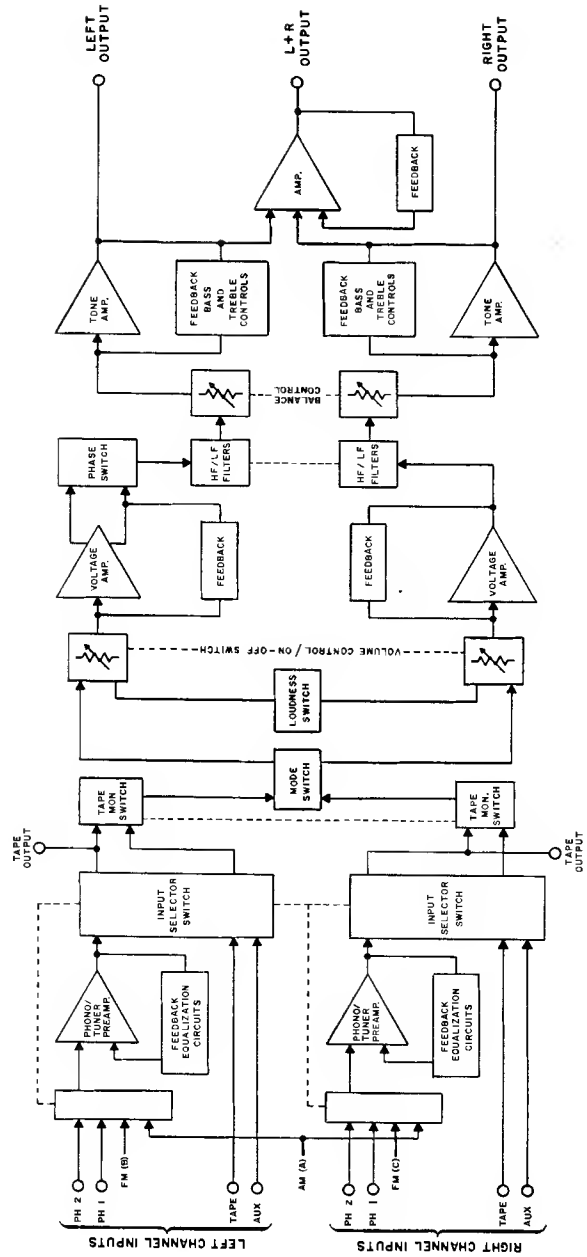 LEFT CHANNEL INPUTS
PH 2
PH 1
FM (B)
TAPE
AUX
AM (A)
RIGHT CHANNEL INPUTS
PH 2
PH 1
FM (C)
TAPE
AUX
PHONO/
TUNER
PREAMP.
FEEDBACK
EQUALIZATION
CIRCUITS
PHONO/
TUNER
PREAMP.
FEEDBACK
EQUALIZATION
CIRCUITS
INPUT
SELECTOR
SWITCH
INPUT
SELECTOR
SWITCH
TAPE
OUTPUT
TAPE
OUTPUT
TAPE
MON
SWITCH
TAPE
MON.
SWITCH
MODE
SWITCH
LOUDNESS
SWITCH
VOLUME CONTROL / ON-OFF SWITCH
VOLTAGE
AMP.
FEEDBACK
FEEDBACK
VOLTAGE
AMP.
PHASE
SWITCH
HF/LF
FILTERS
HF/LF
FILTERS
BALANCE
CONTROL
TONE
AMP.
FEEDBACK
BASS
AND
TREBLE
CONTROLS
FEEDBACK
BASS
AND
TREBLE
CONTROLS
TONE
AMP.
AMP.
FEEDBACK
LEFT
OUTPUT
L+R
OUTPUT
RIGHT
OUTPUT